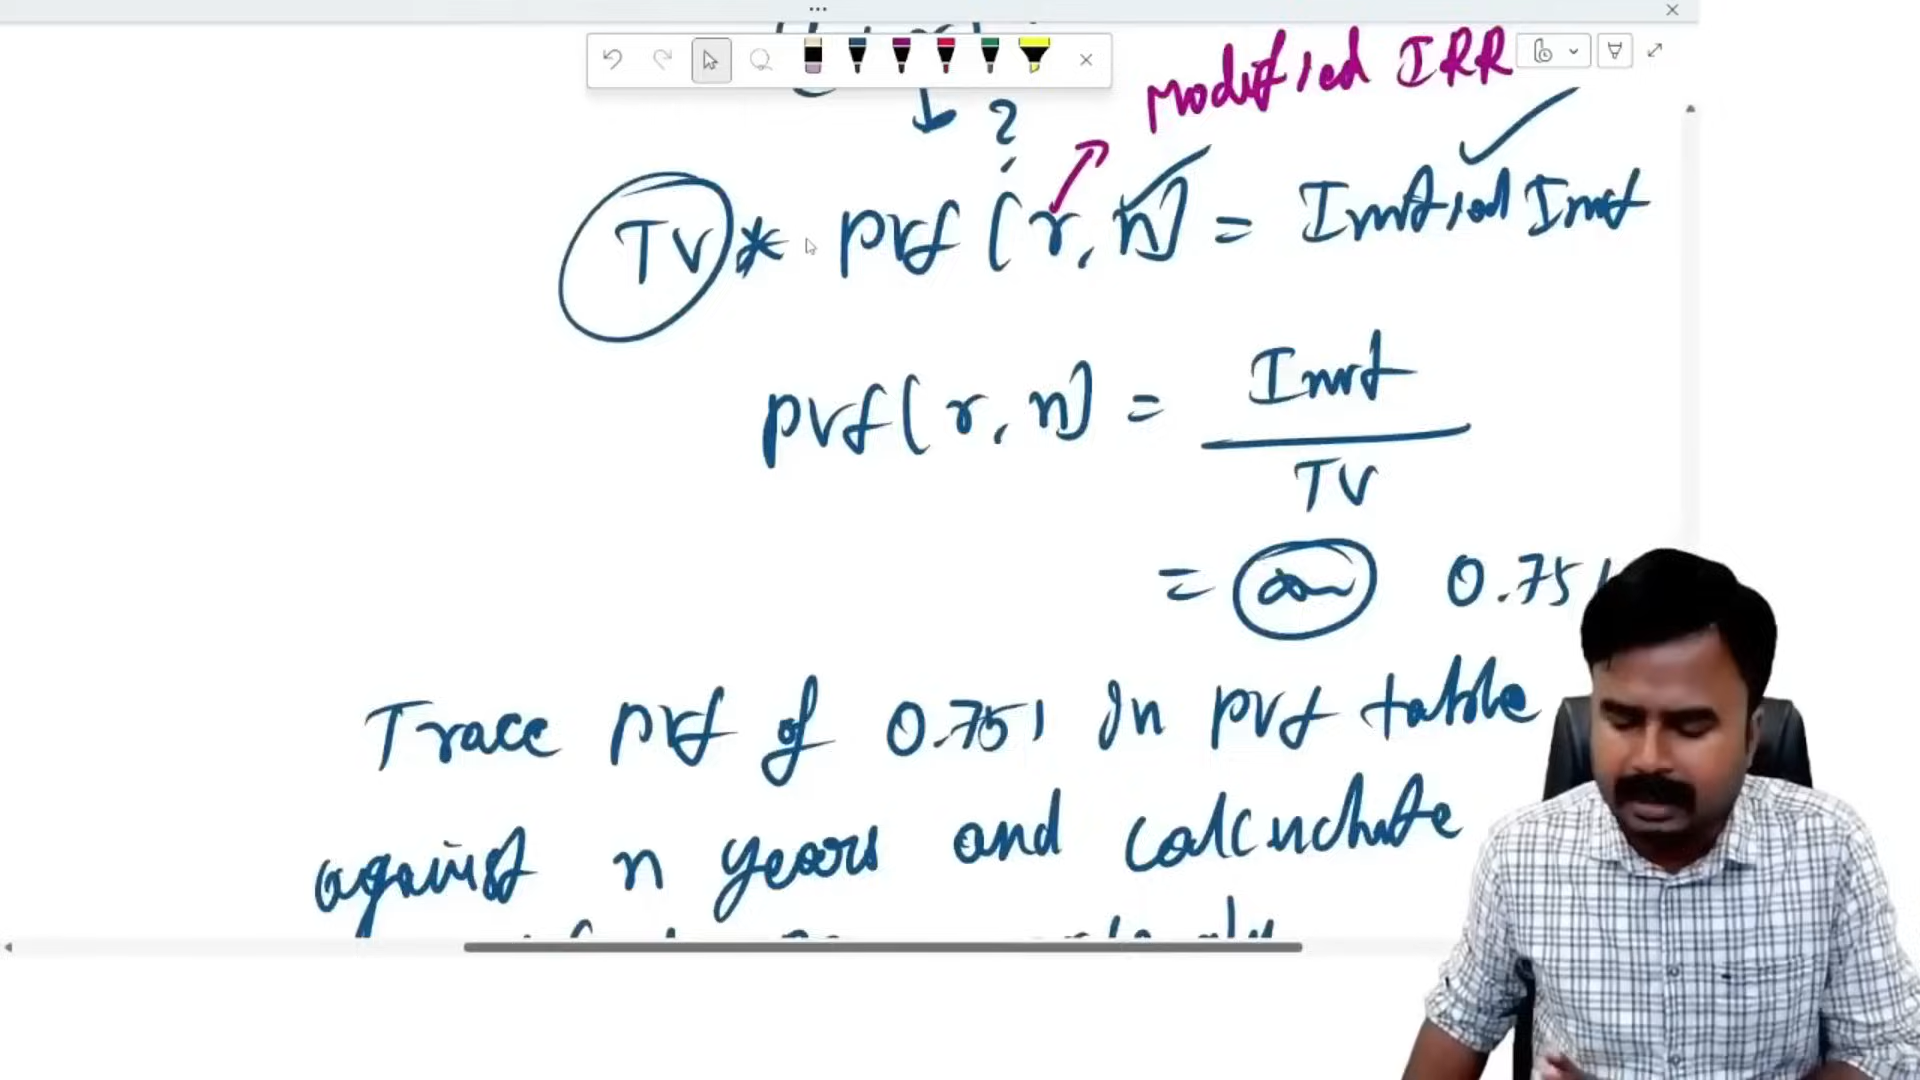 modified IRR
?
TV * PVf (r, n) = Initial Invt
PVf (r, n) = Invt
TV
= 0.751
Trace PVf of 0.751 in PVf table
against n years and calculate